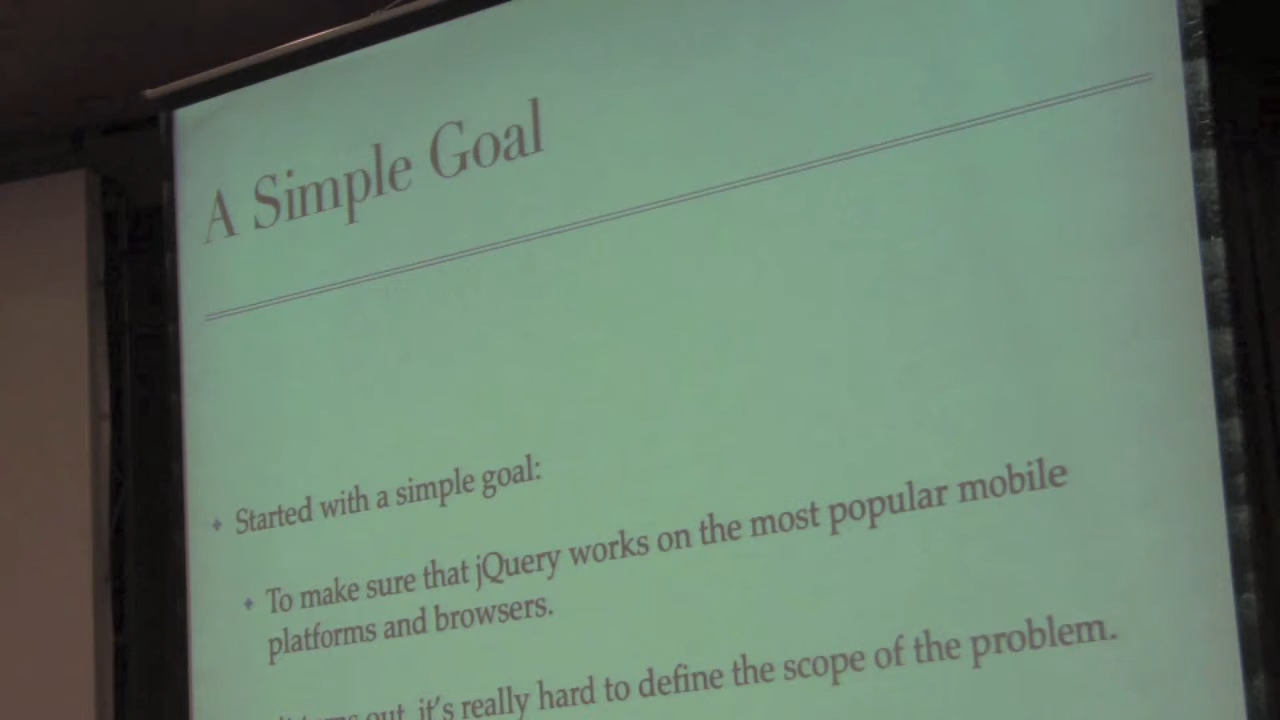 A Simple Goal
Started with a simple goal:
To make sure that jQuery works on the most popular mobile
platforms and browsers.
out, it's really hard to define the scope of the problem.